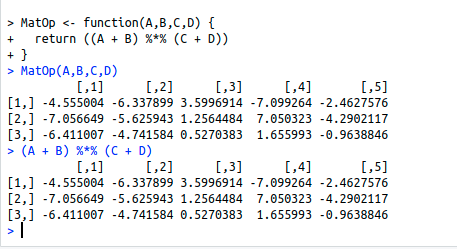 > MatOp <- function(A,B,C,D) {
+   return ((A + B) %*% (C + D))
+ }
> MatOp(A,B,C,D)
          [,1]      [,2]      [,3]      [,4]       [,5]
[1,] -4.555004 -6.337899 3.5996914 -7.099264 -2.4627576
[2,] -7.056649 -5.625943 1.2564484  7.050323 -4.2902117
[3,] -6.411007 -4.741584 0.5270383  1.655993 -0.9638846
> (A + B) %*% (C + D)
          [,1]      [,2]      [,3]      [,4]       [,5]
[1,] -4.555004 -6.337899 3.5996914 -7.099264 -2.4627576
[2,] -7.056649 -5.625943 1.2564484  7.050323 -4.2902117
[3,] -6.411007 -4.741584 0.5270383  1.655993 -0.9638846
>